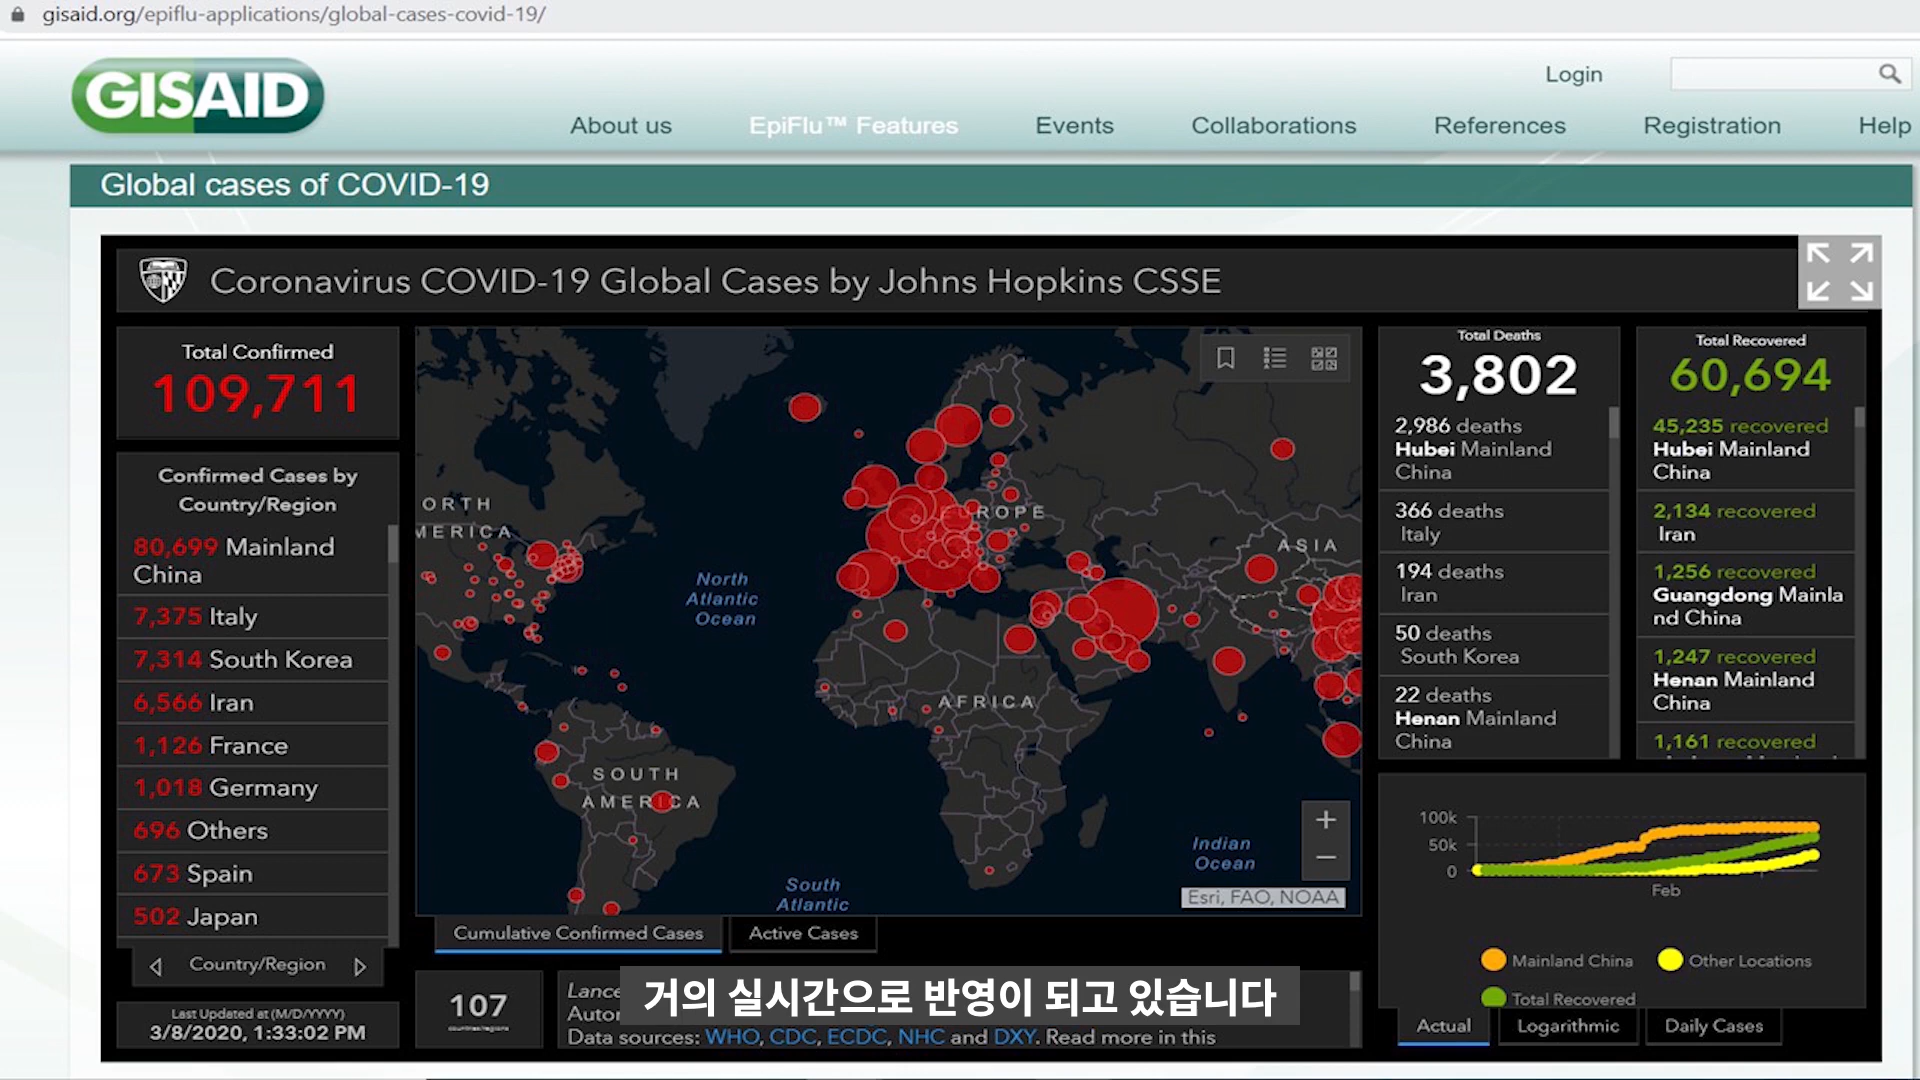 gisaid.org/epiflu-applications/global-cases-covid-19/
GISAID
Login
About us
EpiFlu™ Features
Events
Collaborations
References
Registration
Help
Global cases of COVID-19
Coronavirus COVID-19 Global Cases by Johns Hopkins CSSE
Total Confirmed
109,711
Confirmed Cases by
Country/Region
80,699 Mainland
China
7,375 Italy
7,314 South Korea
6,566 Iran
1,126 France
1,018 Germany
696 Others
673 Spain
502 Japan
Country/Region
Last Updated at (M/D/YYYY)
3/8/2020, 1:33:02 PM
ORTH
MERICA
North
Atlantic
Ocean
EUROPE
ASIA
AFRICA
SOUTH
AMERICA
South
Atlantic
Indian
Ocean
+
−
Esri, FAO, NOAA
Cumulative Confirmed Cases
Active Cases
107
countries/regions
Lance
Autor
Data sources: WHO, CDC, ECDC, NHC and DXY. Read more in this
거의 실시간으로 반영이 되고 있습니다
Total Deaths
3,802
2,986 deaths
Hubei Mainland
China
366 deaths
Italy
194 deaths
Iran
50 deaths
South Korea
22 deaths
Henan Mainland
China
Total Recovered
60,694
45,235 recovered
Hubei Mainland
China
2,134 recovered
Iran
1,256 recovered
Guangdong Mainla
nd China
1,247 recovered
Henan Mainland
China
1,161 recovered
100k
50k
0
Feb
Mainland China
Other Locations
Total Recovered
Actual
Logarithmic
Daily Cases